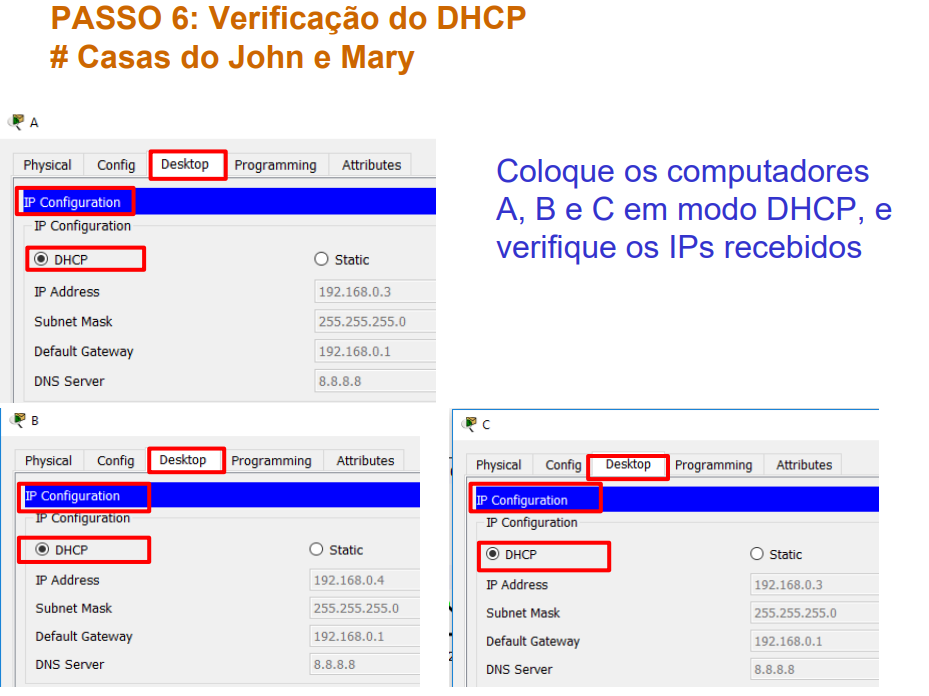 PASSO 6: Verificação do DHCP
# Casas do John e Mary
A
Physical Config Desktop Programming Attributes
IP Configuration
IP Configuration
DHCP Static
IP Address 192.168.0.3
Subnet Mask 255.255.255.0
Default Gateway 192.168.0.1
DNS Server 8.8.8.8
Coloque os computadores
A, B e C em modo DHCP, e
verifique os IPs recebidos
B
Physical Config Desktop Programming Attributes
IP Configuration
IP Configuration
DHCP Static
IP Address 192.168.0.4
Subnet Mask 255.255.255.0
Default Gateway 192.168.0.1
DNS Server 8.8.8.8
C
Physical Config Desktop Programming Attributes
IP Configuration
IP Configuration
DHCP Static
IP Address 192.168.0.3
Subnet Mask 255.255.255.0
Default Gateway 192.168.0.1
DNS Server 8.8.8.8